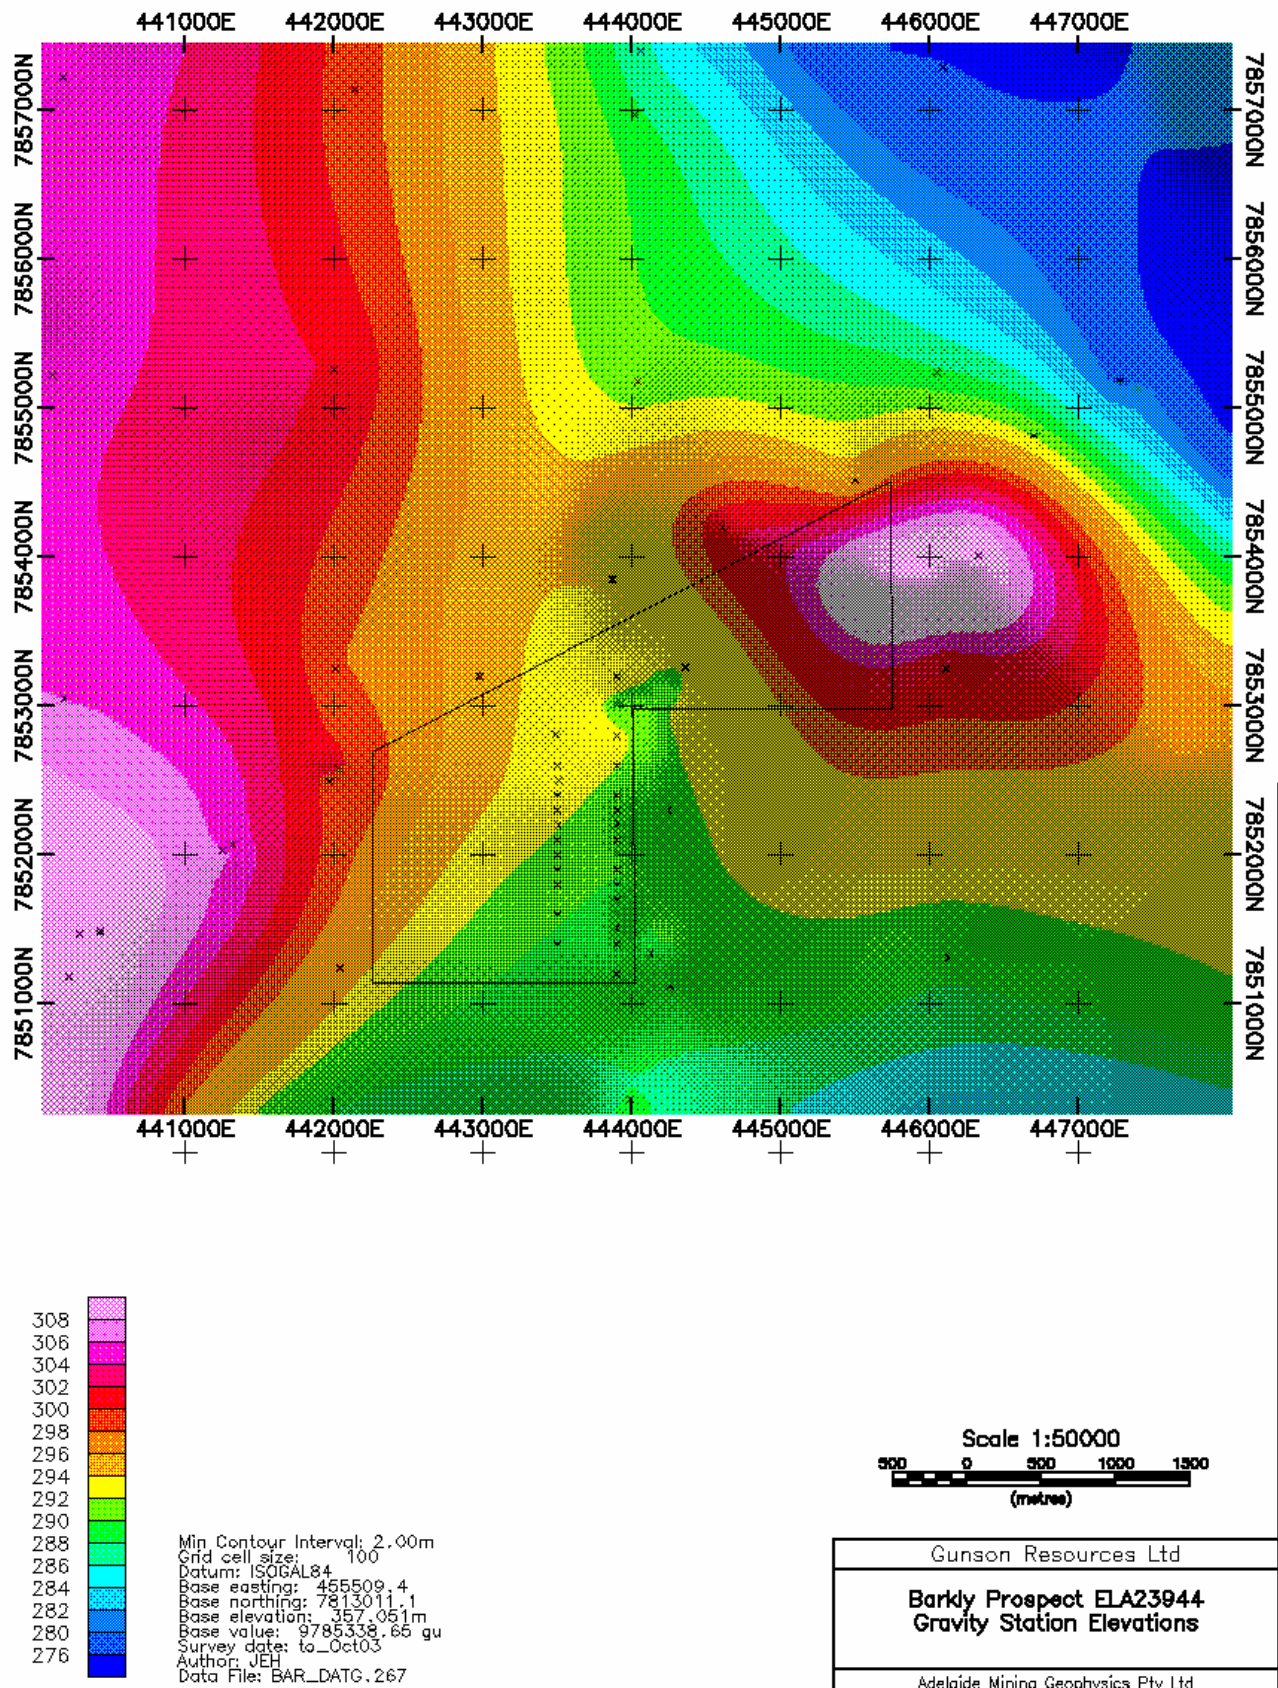 441000E 442000E 443000E 444000E 445000E 446000E 447000E
7857000N 7857000N
7856000N 7856000N
7855000N 7855000N
7854000N 7854000N
7853000N 7853000N
7852000N 7852000N
7851000N 7851000N
441000E 442000E 443000E 444000E 445000E 446000E 447000E
308
306
304
302
300
298
296
294
292
290
288
286
284
282
280
276
Min Contour Interval: 2.00m
Grid cell size: 100
Datum: ISOGAL84
Base easting: 455509.4
Base northing: 7813011.1
Base elevation: 357.051m
Base value: 9785338.65 gu
Survey date: to_Oct03
Author: JEH
Data File: BAR_DATG.267
Scale 1:50000
500 0 500 1000 1500
(metres)
Gunson Resources Ltd
Barkly Prospect ELA23944
Gravity Station Elevations
Adelaide Mining Geophysics Pty Ltd